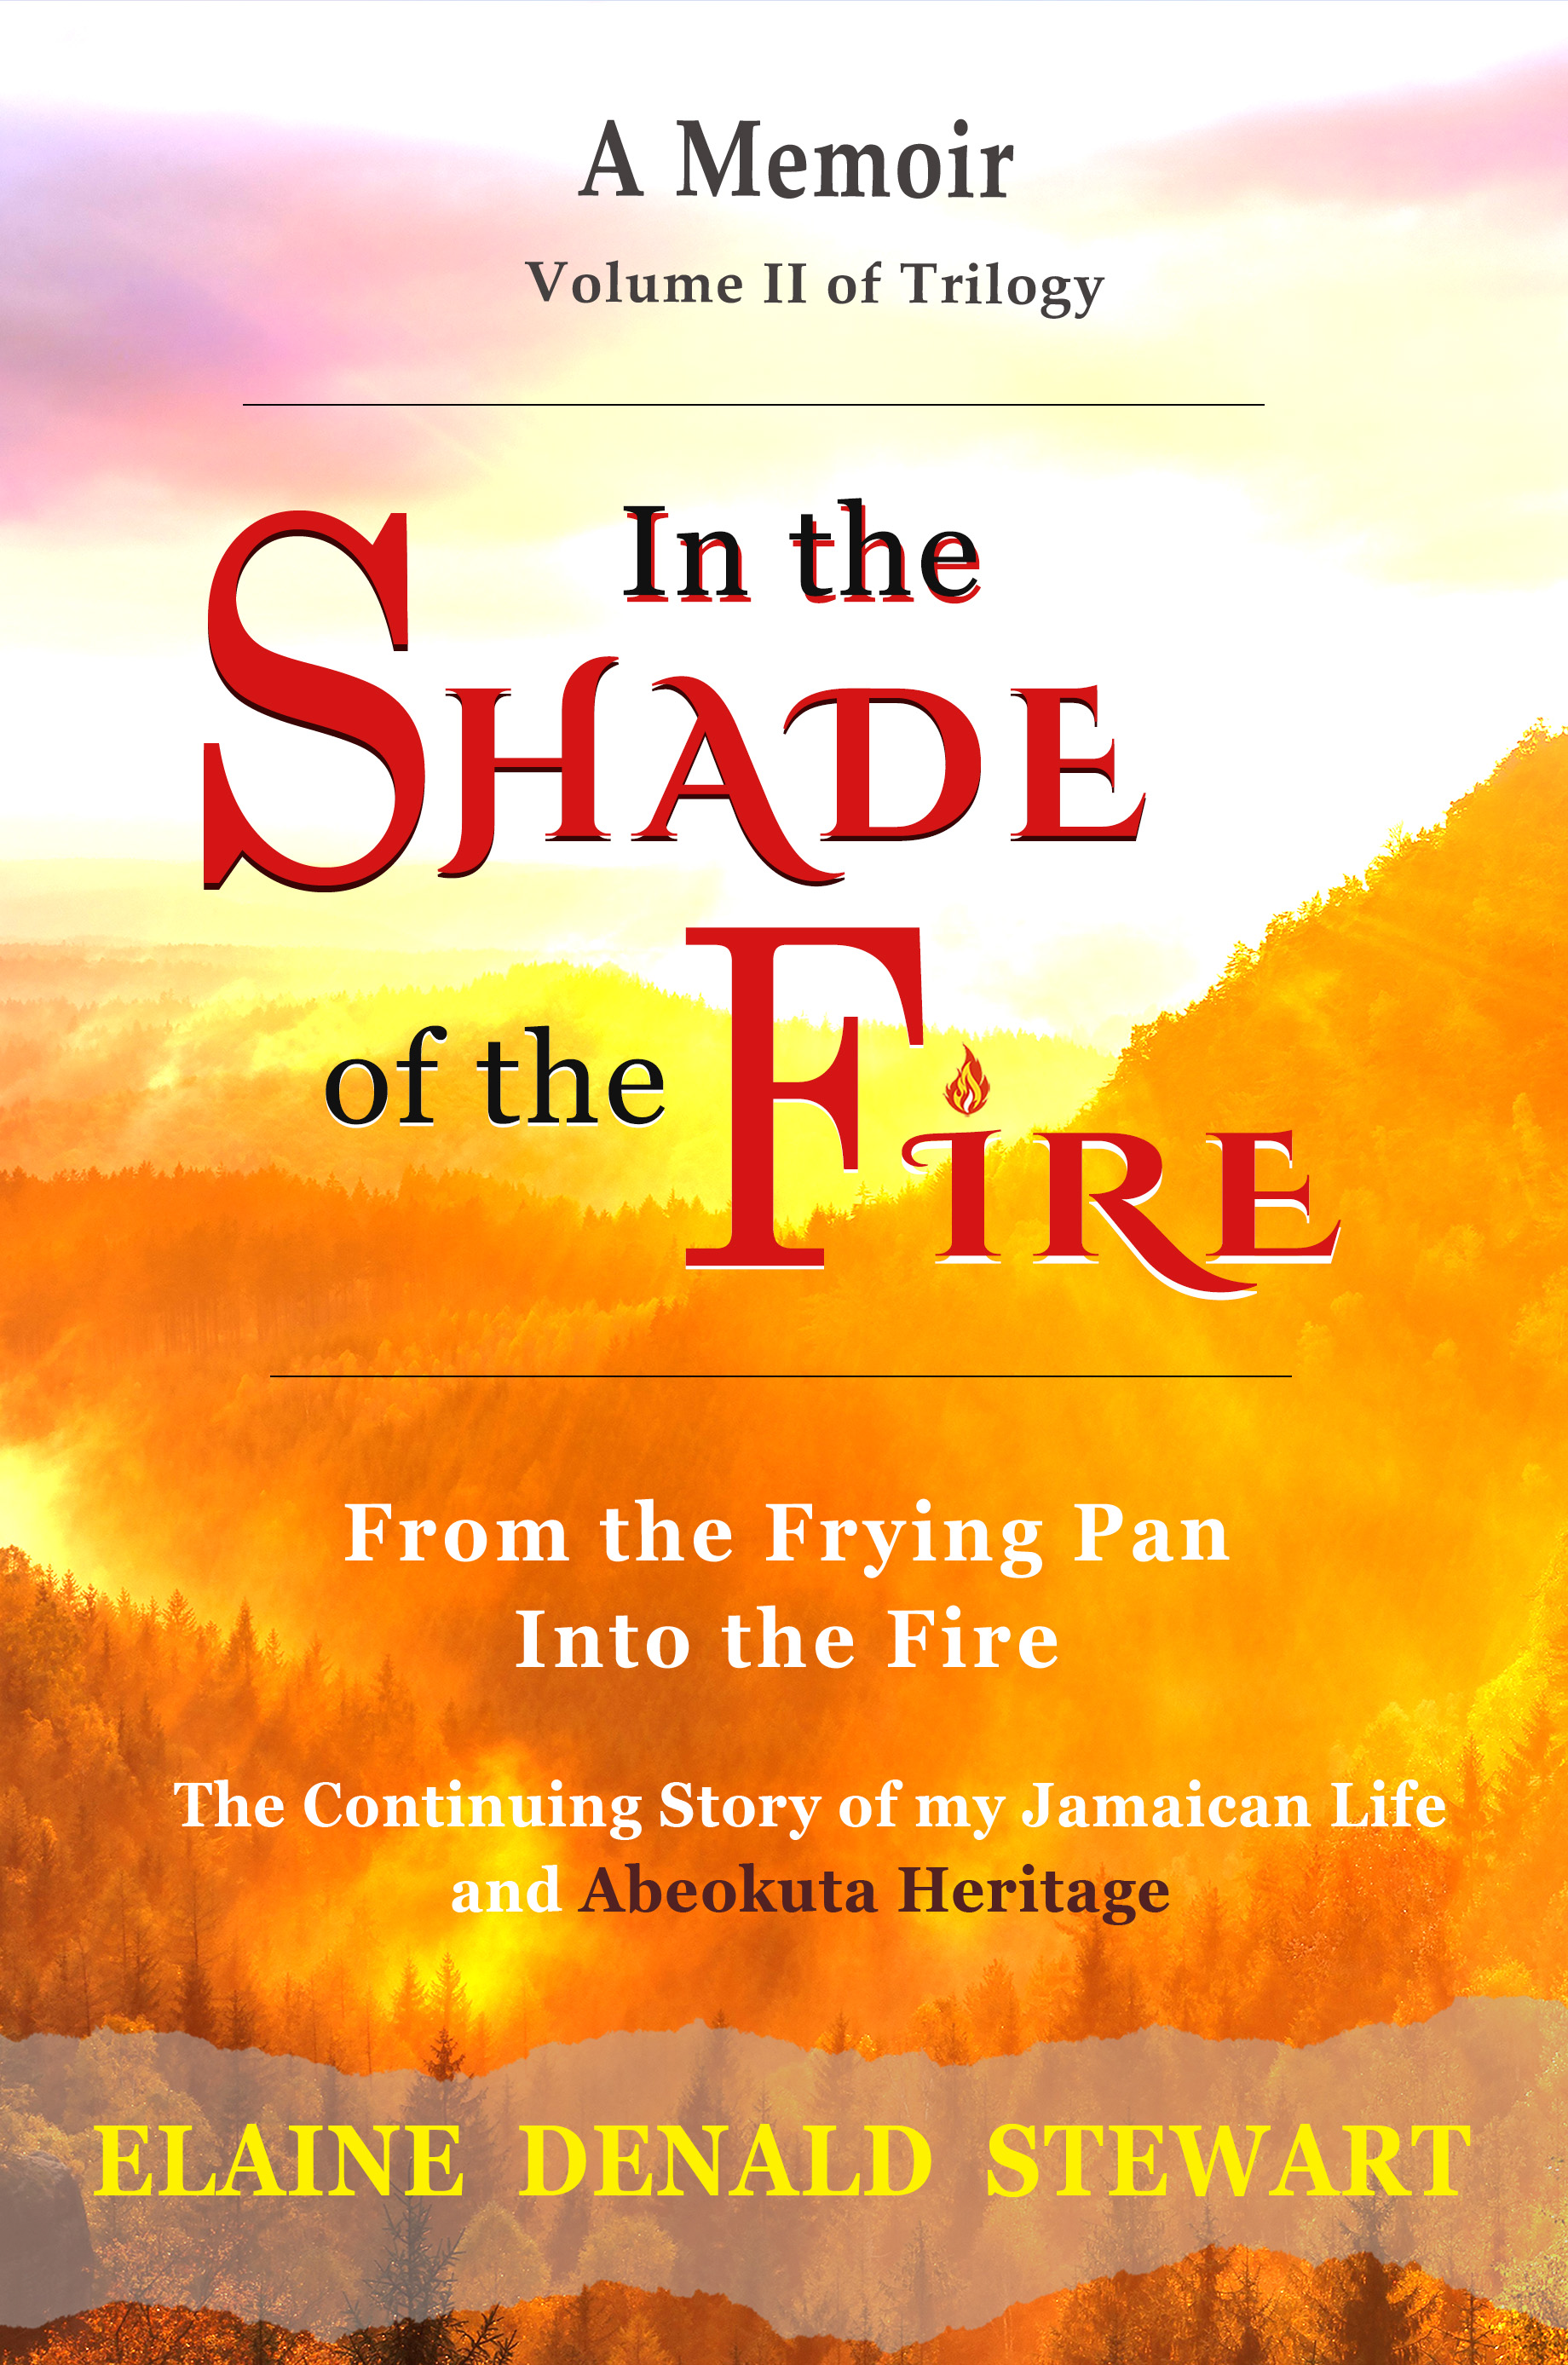 A Memoir
Volume II of Trilogy
In the
SHADE
of the FIRE
From the Frying Pan
Into the Fire
The Continuing Story of my Jamaican Life
and Abeokuta Heritage
ELAINE DENALD STEWART